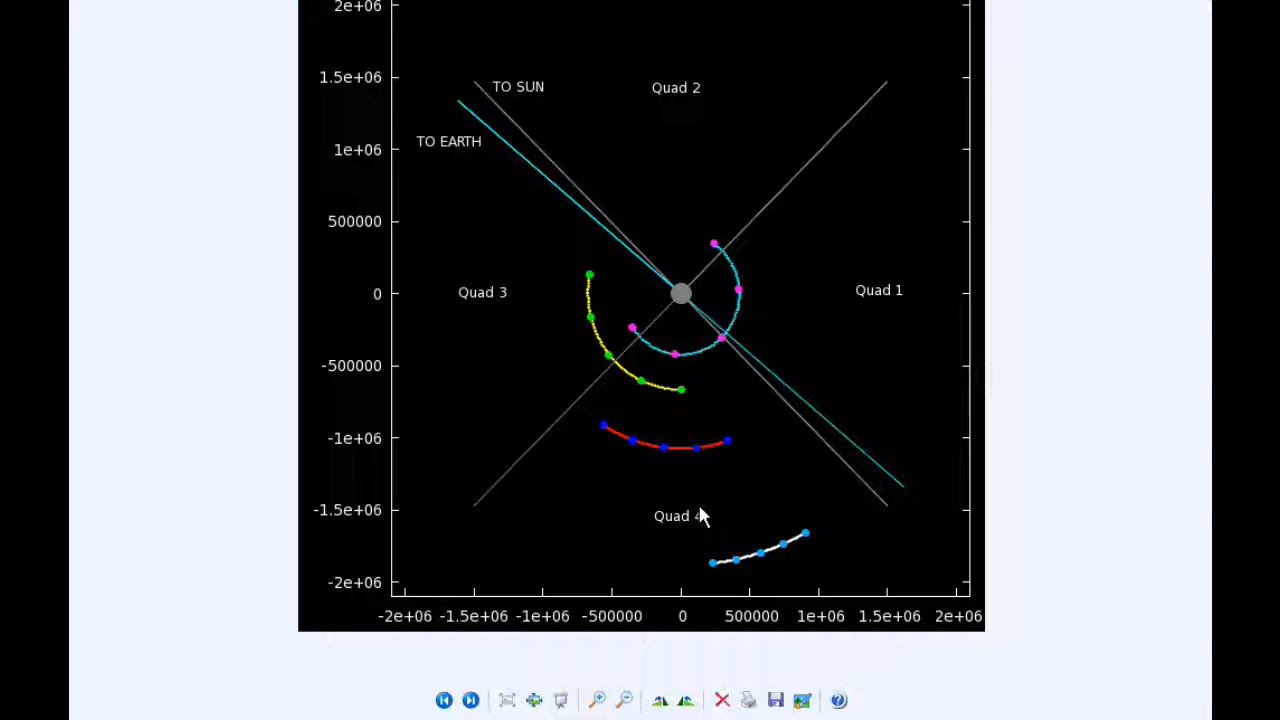 2e+06
1.5e+06
TO SUN
Quad 2
TO EARTH
1e+06
500000
0
Quad 3
Quad 1
-500000
-1e+06
-1.5e+06
Quad 4
-2e+06
-2e+06 -1.5e+06 -1e+06 -500000 0 500000 1e+06 1.5e+06 2e+06